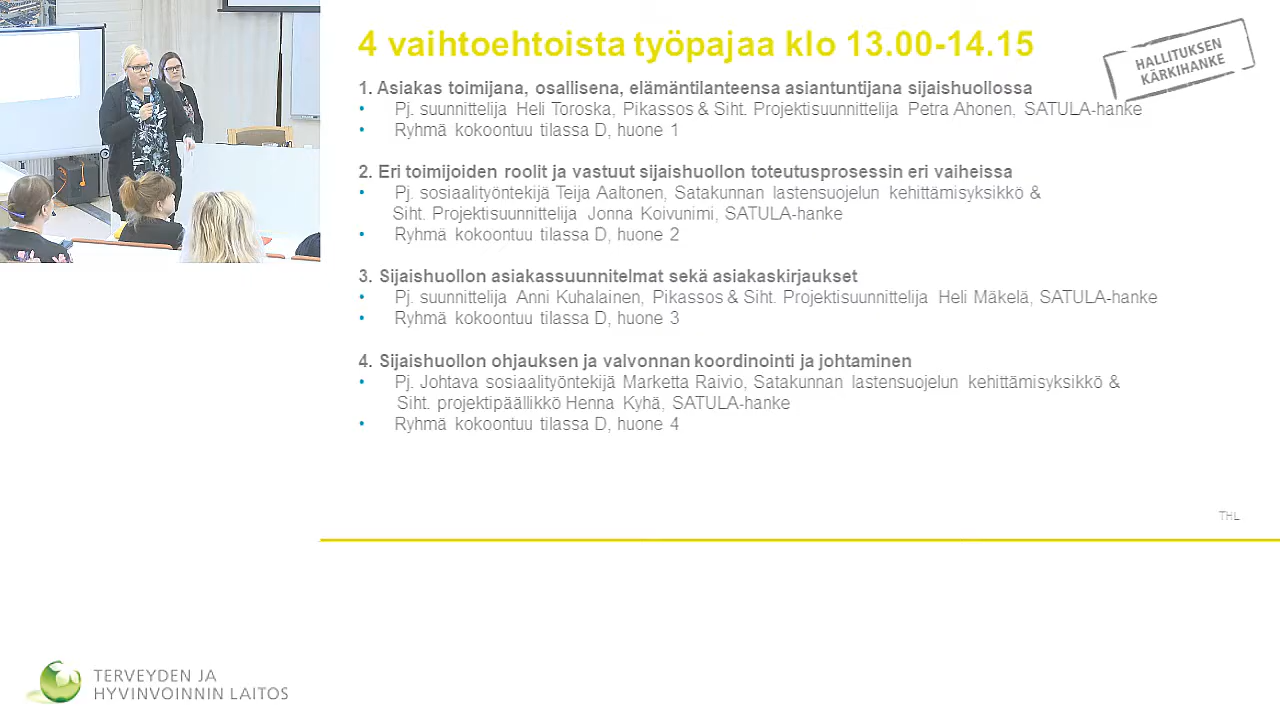 4 vaihtoehtoista työpajaa klo 13.00-14.15
HALLITUKSEN
KÄRKIHANKE
1. Asiakas toimijana, osallisena, elämäntilanteensa asiantuntijana sijaishuollossa
• Pj. suunnittelija Heli Toroska, Pikassos & Siht. Projektisuunnittelija Petra Ahonen, SATULA-hanke
• Ryhmä kokoontuu tilassa D, huone 1
2. Eri toimijoiden roolit ja vastuut sijaishuollon toteutusprosessin eri vaiheissa
• Pj. sosiaalityöntekijä Teija Aaltonen, Satakunnan lastensuojelun kehittämisyksikkö &
Siht. Projektisuunnittelija Jonna Koivunimi, SATULA-hanke
• Ryhmä kokoontuu tilassa D, huone 2
3. Sijaishuollon asiakassuunnitelmat sekä asiakaskirjaukset
• Pj. suunnittelija Anni Kuhalainen, Pikassos & Siht. Projektisuunnittelija Heli Mäkelä, SATULA-hanke
• Ryhmä kokoontuu tilassa D, huone 3
4. Sijaishuollon ohjauksen ja valvonnan koordinointi ja johtaminen
• Pj. Johtava sosiaalityöntekijä Marketta Raivio, Satakunnan lastensuojelun kehittämisyksikkö &
Siht. projektipäällikkö Henna Kyhä, SATULA-hanke
• Ryhmä kokoontuu tilassa D, huone 4
THL
TERVEYDEN JA
HYVINVOINNIN LAITOS